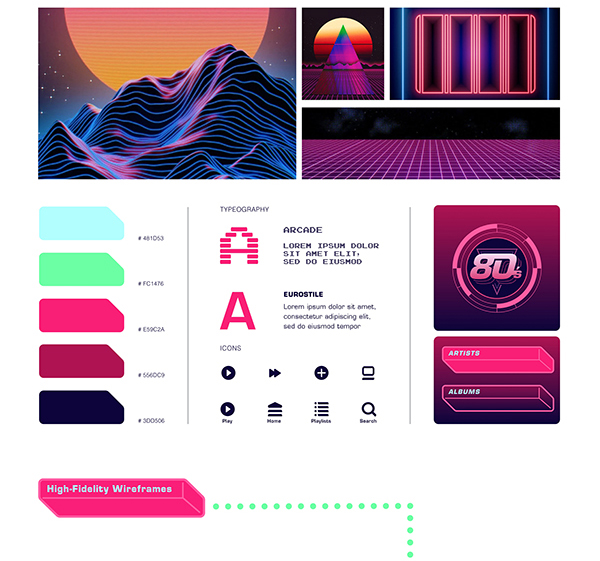 # 481D53
# FC1476
# E59C2A
# 556DC9
# 3DD506
TYPEOGRAPHY
ARCADE
LOREM IPSUM DOLOR
SIT AMET ELIT,
SED DO EIUSMOD
A
EUROSTILE
Lorem ipsum dolor sit amet,
consectetur adipiscing elit,
sed do eiusmod tempor
A
ICONS
Play
Home
Playlists
Search
80's
ARTISTS
ALBUMS
High-Fidelity Wireframes